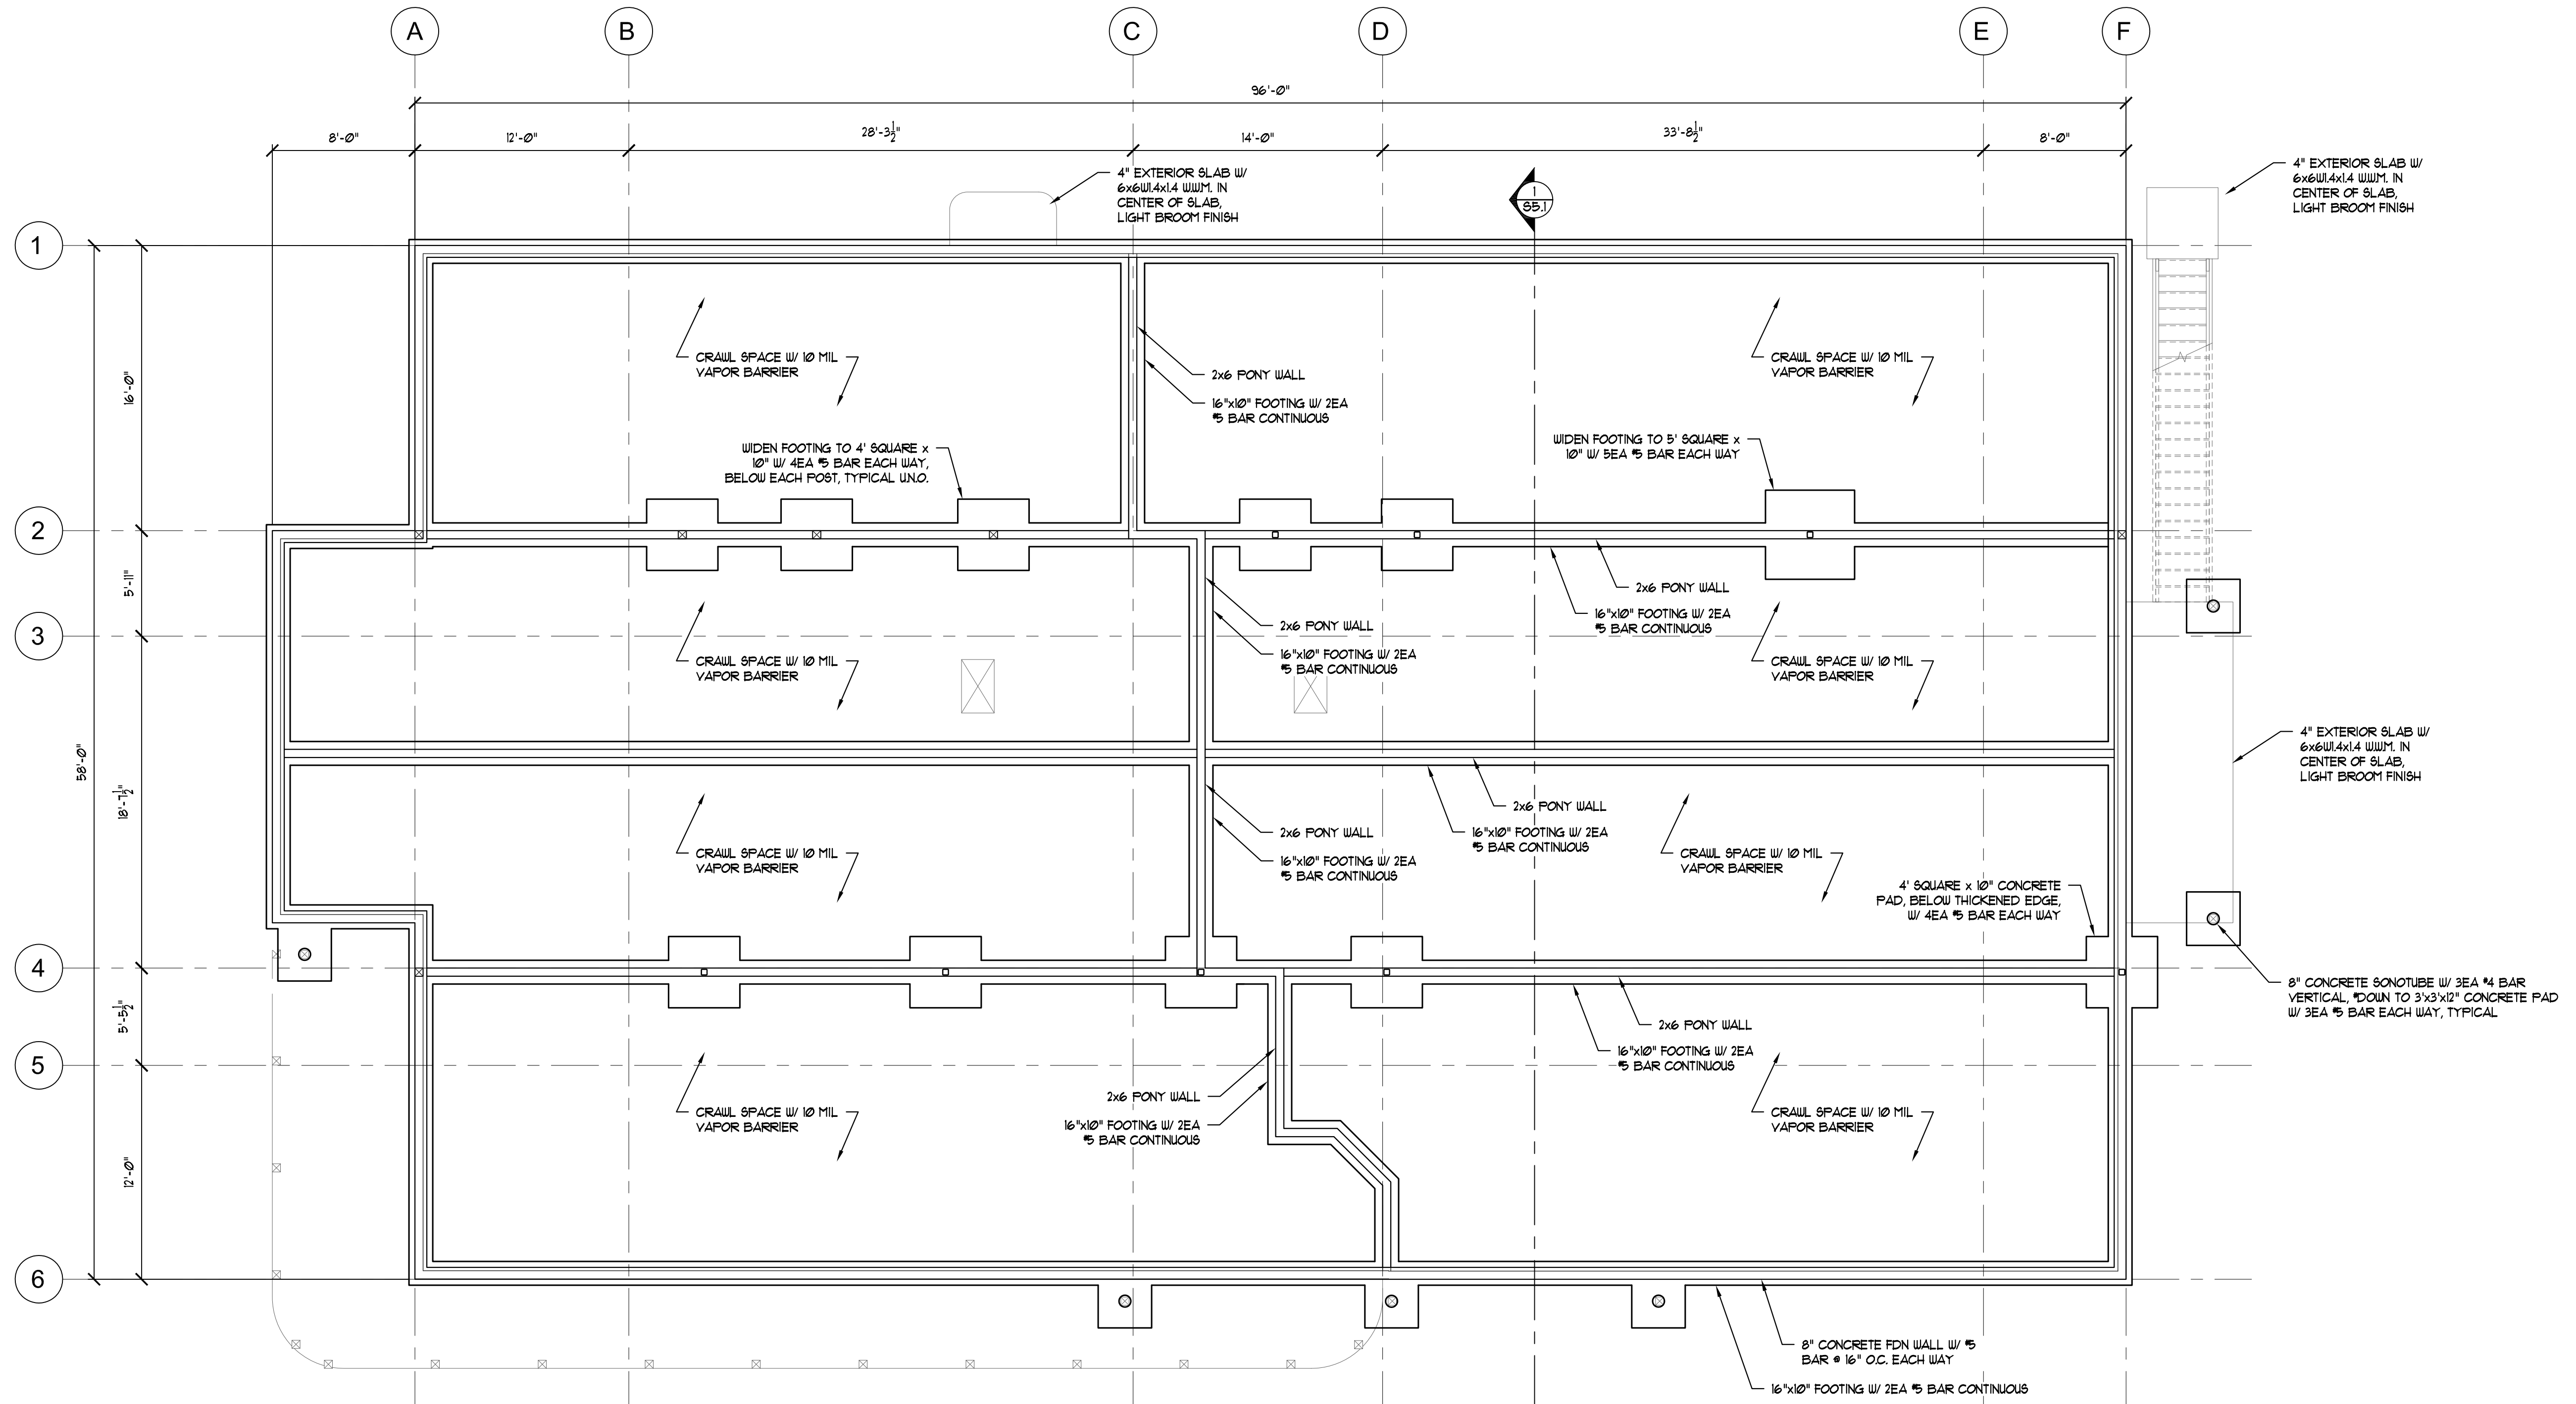 A
B
C
D
E
F
96'-0"
8'-0"
12'-0"
28'-3 1/2"
14'-0"
33'-8 1/2"
8'-0"
4" EXTERIOR SLAB W/
6x6W1.4x1.4 W.W.M. IN
CENTER OF SLAB,
LIGHT BROOM FINISH
1
S5.1
4" EXTERIOR SLAB W/
6x6W1.4x1.4 W.W.M. IN
CENTER OF SLAB,
LIGHT BROOM FINISH
1
2
3
4
5
6
58'-0"
16'-0"
5'-11"
18'-7 1/2"
5'-5 1/2"
12'-0"
CRAWL SPACE W/ 10 MIL
VAPOR BARRIER
2x6 PONY WALL
16"x10" FOOTING W/ 2EA
#5 BAR CONTINUOUS
CRAWL SPACE W/ 10 MIL
VAPOR BARRIER
WIDEN FOOTING TO 4' SQUARE x
10" W/ 4EA #5 BAR EACH WAY,
BELOW EACH POST, TYPICAL U.N.O.
WIDEN FOOTING TO 5' SQUARE x
10" W/ 5EA #5 BAR EACH WAY
2x6 PONY WALL
16"x10" FOOTING W/ 2EA
#5 BAR CONTINUOUS
2x6 PONY WALL
16"x10" FOOTING W/ 2EA
#5 BAR CONTINUOUS
CRAWL SPACE W/ 10 MIL
VAPOR BARRIER
CRAWL SPACE W/ 10 MIL
VAPOR BARRIER
4" EXTERIOR SLAB W/
6x6W1.4x1.4 W.W.M. IN
CENTER OF SLAB,
LIGHT BROOM FINISH
2x6 PONY WALL
16"x10" FOOTING W/ 2EA
#5 BAR CONTINUOUS
2x6 PONY WALL
16"x10" FOOTING W/ 2EA
#5 BAR CONTINUOUS
CRAWL SPACE W/ 10 MIL
VAPOR BARRIER
CRAWL SPACE W/ 10 MIL
VAPOR BARRIER
4' SQUARE x 10" CONCRETE
PAD, BELOW THICKENED EDGE,
W/ 4EA #5 BAR EACH WAY
8" CONCRETE SONOTUBE W/ 3EA #4 BAR
VERTICAL, #DOWN TO 3'x3'x12" CONCRETE PAD
W/ 3EA #5 BAR EACH WAY, TYPICAL
2x6 PONY WALL
16"x10" FOOTING W/ 2EA
#5 BAR CONTINUOUS
2x6 PONY WALL
16"x10" FOOTING W/ 2EA
#5 BAR CONTINUOUS
CRAWL SPACE W/ 10 MIL
VAPOR BARRIER
CRAWL SPACE W/ 10 MIL
VAPOR BARRIER
8" CONCRETE FDN WALL W/ #5
BAR @ 16" O.C. EACH WAY
16"x10" FOOTING W/ 2EA #5 BAR CONTINUOUS